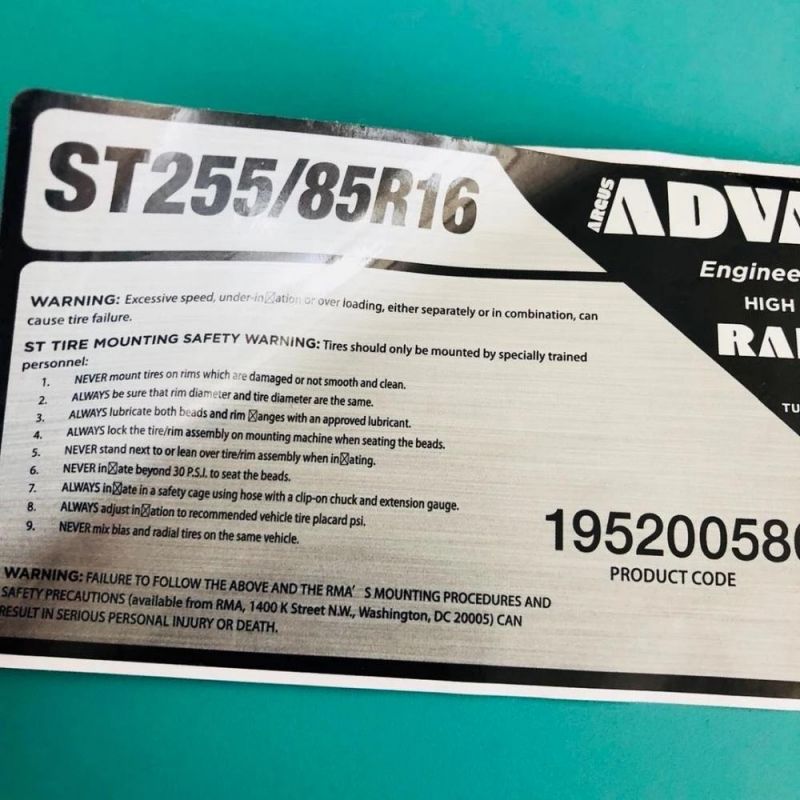 ST255/85R16
ARGUS
ADVA
Enginee
HIGH
RA
TU
WARNING: Excessive speed, under-in☒ation or over loading, either separately or in combination, can
cause tire failure.
ST TIRE MOUNTING SAFETY WARNING: Tires should only be mounted by specially trained
personnel:
1. NEVER mount tires on rims which are damaged or not smooth and clean.
2. ALWAYS be sure that rim diameter and tire diameter are the same.
3. ALWAYS lubricate both beads and rim ☒anges with an approved lubricant.
4. ALWAYS lock the tire/rim assembly on mounting machine when seating the beads.
5. NEVER stand next to or lean over tire/rim assembly when in☒ating.
6. NEVER in☒ate beyond 30 P.S.I. to seat the beads.
7. ALWAYS in☒ate in a safety cage using hose with a clip-on chuck and extension gauge.
8. ALWAYS adjust in☒ation to recommended vehicle tire placard psi.
9. NEVER mix bias and radial tires on the same vehicle.
195200580
PRODUCT CODE
WARNING: FAILURE TO FOLLOW THE ABOVE AND THE RMA' S MOUNTING PROCEDURES AND
SAFETY PRECAUTIONS (available from RMA, 1400 K Street N.W., Washington, DC 20005) CAN
RESULT IN SERIOUS PERSONAL INJURY OR DEATH.